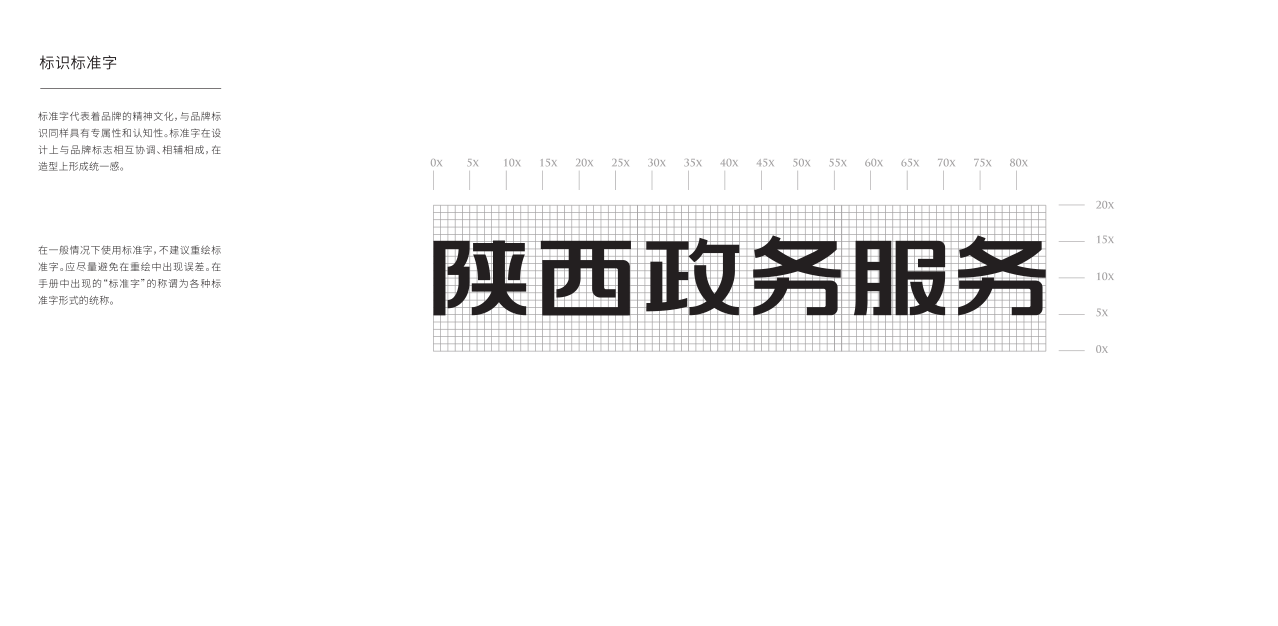 标识标准字
标准字代表着品牌的精神文化，与品牌标
识同样具有专属性和认知性。标准字在设
计上与品牌标志相互协调、相辅相成，在
造型上形成统一感。
在一般情况下使用标准字，不建议重绘标
准字。应尽量避免在重绘中出现误差。在
手册中出现的“标准字”的称谓为各种标
准字形式的统称。
0x 5x 10x 15x 20x 25x 30x 35x 40x 45x 50x 55x 60x 65x 70x 75x 80x
陕西政务服务
20x
15x
10x
5x
0x